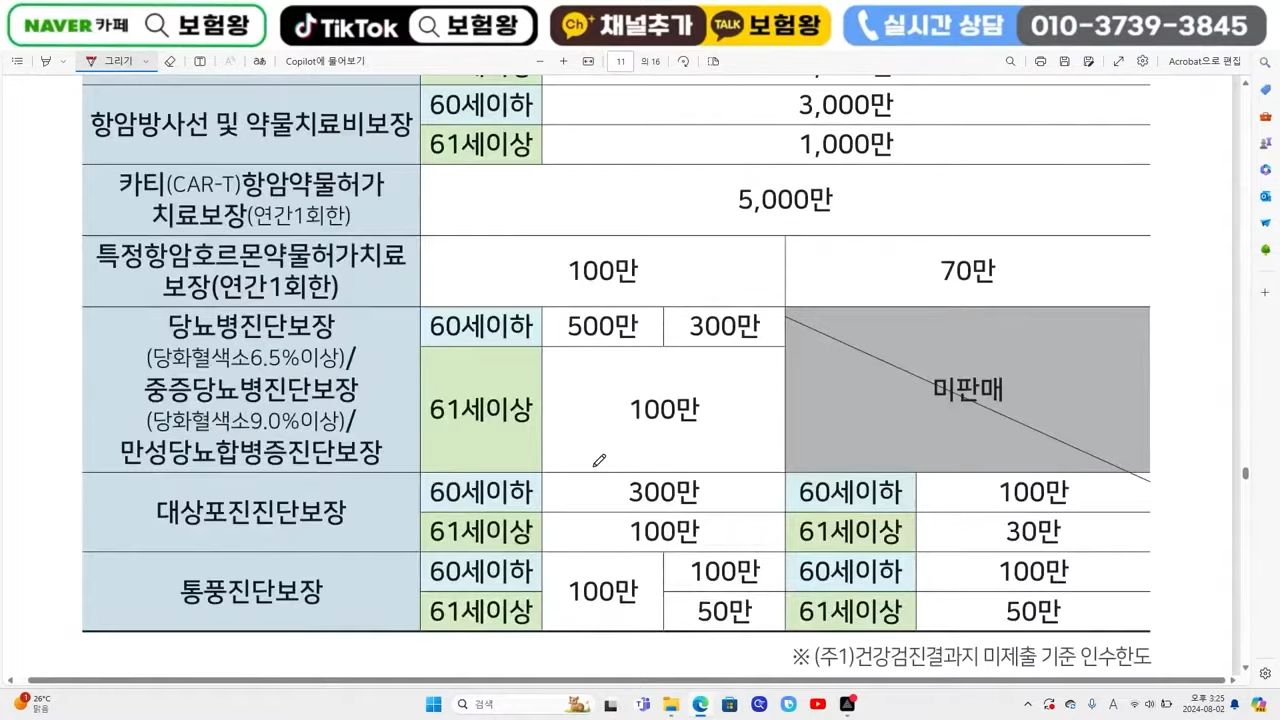 NAVER 카페 보험왕 TikTok 보험왕 Ch+ 채널추가 TALK 보험왕 실시간 상담 010-3739-3845
그리기 Copilot에 물어보기 11 의 16 Acrobat으로 편집
항암방사선 및 약물치료비보장 60세이하 3,000만
61세이상 1,000만
카티(CAR-T)항암약물허가
치료보장(연간1회한) 5,000만
특정항암호르몬약물허가치료
보장(연간1회한) 100만 70만
당뇨병진단보장 60세이하 500만 300만
(당화혈색소6.5%이상)/
중증당뇨병진단보장 61세이상 100만 미판매
(당화혈색소9.0%이상)/
만성당뇨합병증진단보장
대상포진진단보장 60세이하 300만 60세이하 100만
61세이상 100만 61세이상 30만
통풍진단보장 60세이하 100만 100만 60세이하 100만
61세이상 50만 61세이상 50만
※ (주1)건강검진결과지 미제출 기준 인수한도
1 26°C
맑음
검색
A 오후 3:25
2024-08-02